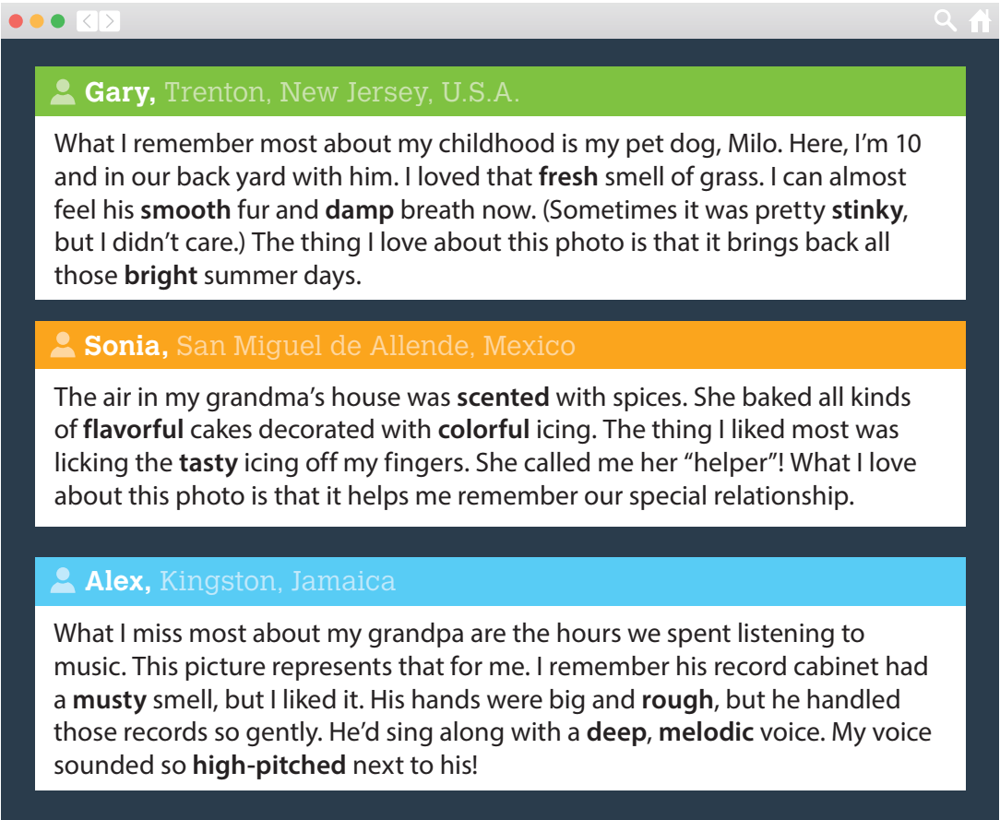 Gary, Trenton, New Jersey, U.S.A.
What I remember most about my childhood is my pet dog, Milo. Here, I’m 10
and in our back yard with him. I loved that fresh smell of grass. I can almost
feel his smooth fur and damp breath now. (Sometimes it was pretty stinky,
but I didn’t care.) The thing I love about this photo is that it brings back all
those bright summer days.
Sonia, San Miguel de Allende, Mexico
The air in my grandma’s house was scented with spices. She baked all kinds
of flavorful cakes decorated with colorful icing. The thing I liked most was
licking the tasty icing off my fingers. She called me her “helper”! What I love
about this photo is that it helps me remember our special relationship.
Alex, Kingston, Jamaica
What I miss most about my grandpa are the hours we spent listening to
music. This picture represents that for me. I remember his record cabinet had
a musty smell, but I liked it. His hands were big and rough, but he handled
those records so gently. He’d sing along with a deep, melodic voice. My voice
sounded so high-pitched next to his!